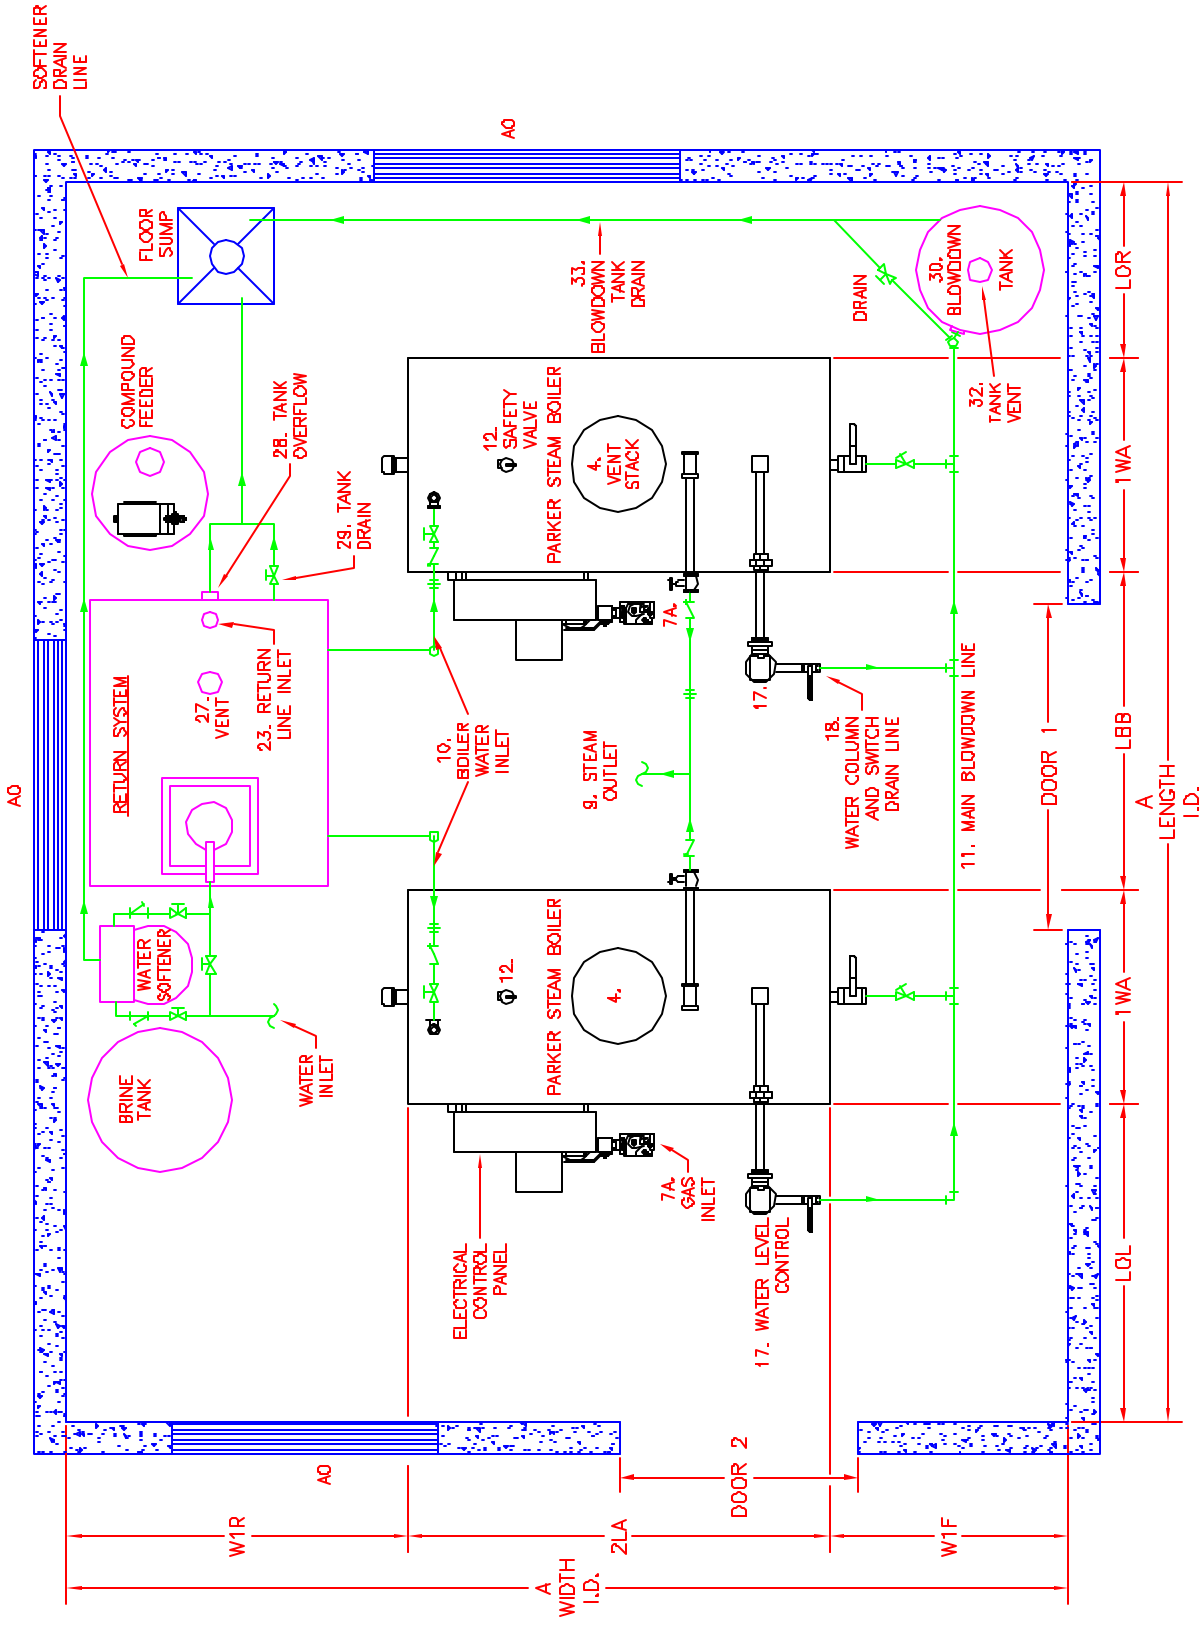 SOFTENER
DRAIN
LINE
AO
AO
AO
FLOOR
SUMP
COMPOUND
FEEDER
28. TANK
OVERFLOW
29. TANK
DRAIN
RETURN SYSTEM
27.
VENT
23. RETURN
LINE INLET
WATER
SOFTENER
BRINE
TANK
WATER
INLET
10.
BOILER
WATER
INLET
33.
BLOWDOWN
TANK
DRAIN
DRAIN
30.
BLOWDOWN
TANK
32.
TANK
VENT
12.
SAFETY
VALVE
PARKER STEAM BOILER
4.
VENT
STACK
7A.
17.
9. STEAM
OUTLET
18.
WATER COLUMN
AND SWITCH
DRAIN LINE
11. MAIN BLOWDOWN LINE
12.
PARKER STEAM BOILER
4.
ELECTRICAL
CONTROL
PANEL
7A.
GAS
INLET
17. WATER LEVEL
CONTROL
LOR
1WA
LBB
DOOR 1
1WA
LOL
A
LENGTH
I.D.
DOOR 2
W1R
2LA
W1F
A
WIDTH
I.D.